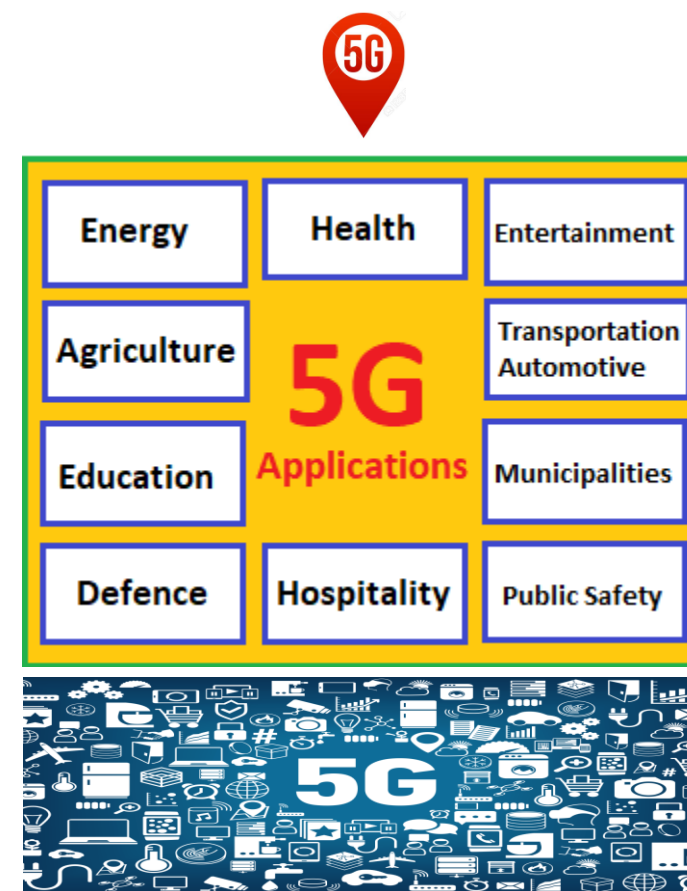 5G
Energy
Health
Entertainment
Agriculture
5G
Applications
Transportation
Automotive
Education
Municipalities
Defence
Hospitality
Public Safety
5G